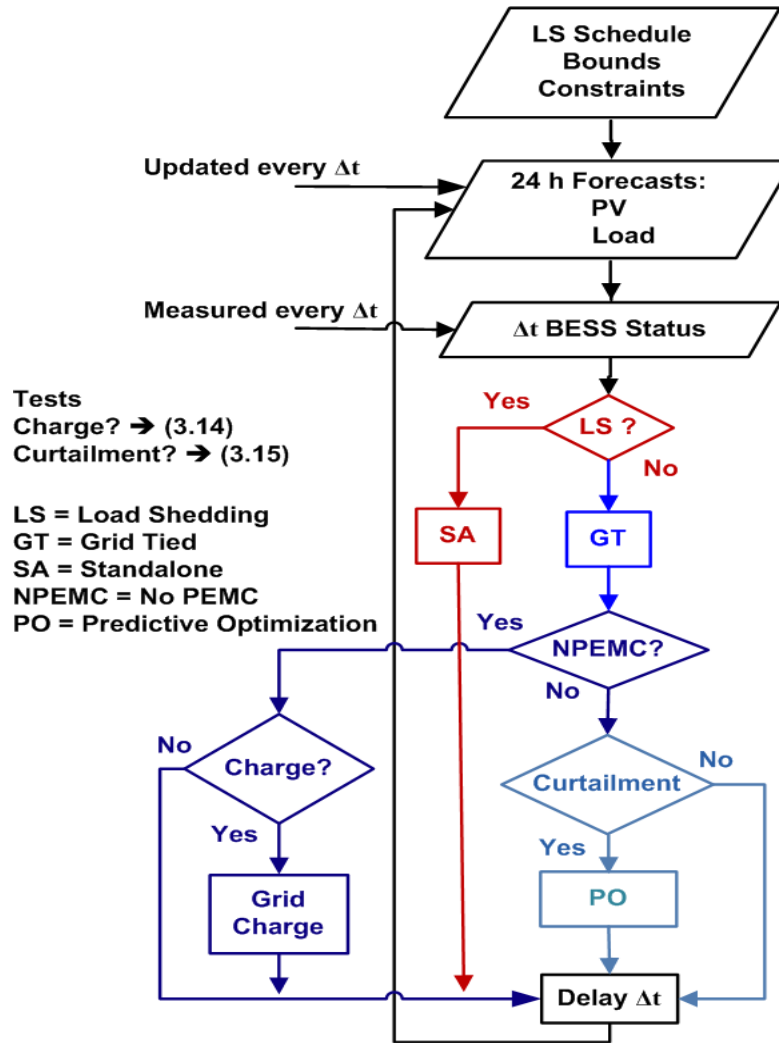 LS Schedule
Bounds
Constraints
Updated every Δt
24 h Forecasts:
PV
Load
Measured every Δt
Δt BESS Status
Tests
Charge? ➔ (3.14)
Curtailment? ➔ (3.15)
LS = Load Shedding
GT = Grid Tied
SA = Standalone
NPEMC = No PEMC
PO = Predictive Optimization
Yes
LS ?
No
SA
GT
Yes
NPEMC?
No
No
Charge?
Yes
Grid
Charge
Curtailment
No
Yes
PO
Delay Δt